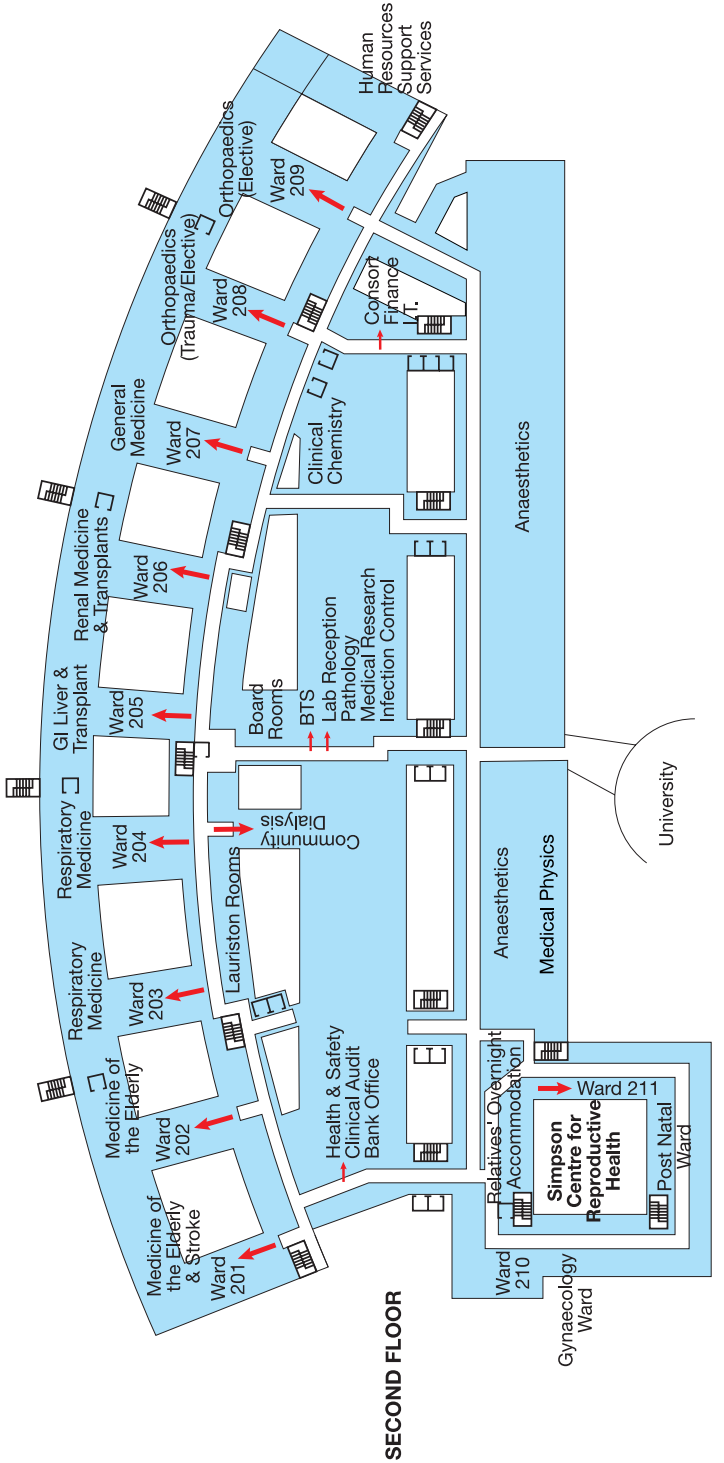 SECOND FLOOR
Medicine of
the Elderly
& Stroke
Ward
201
Medicine of
the Elderly
Ward
202
Respiratory
Medicine
Ward
203
Respiratory
Medicine
Ward
204
GI Liver &
Transplant
Ward
205
Renal Medicine
& Transplants
Ward
206
General
Medicine
Ward
207
Orthopaedics
(Trauma/Elective)
Ward
208
Orthopaedics
(Elective)
Ward
209
Human
Resources
Support
Services
Health & Safety
Clinical Audit
Bank Office
Lauriston Rooms
Community
Dialysis
Board
Rooms
BTS
Lab Reception
Pathology
Medical Research
Infection Control
Clinical
Chemistry
Consort
Finance
I.T.
Anaesthetics
Anaesthetics
Medical Physics
University
Relatives' Overnight
Accommodation
Simpson
Centre for
Reproductive
Health
Ward 211
Post Natal
Ward
Ward
210
Gynaecology
Ward